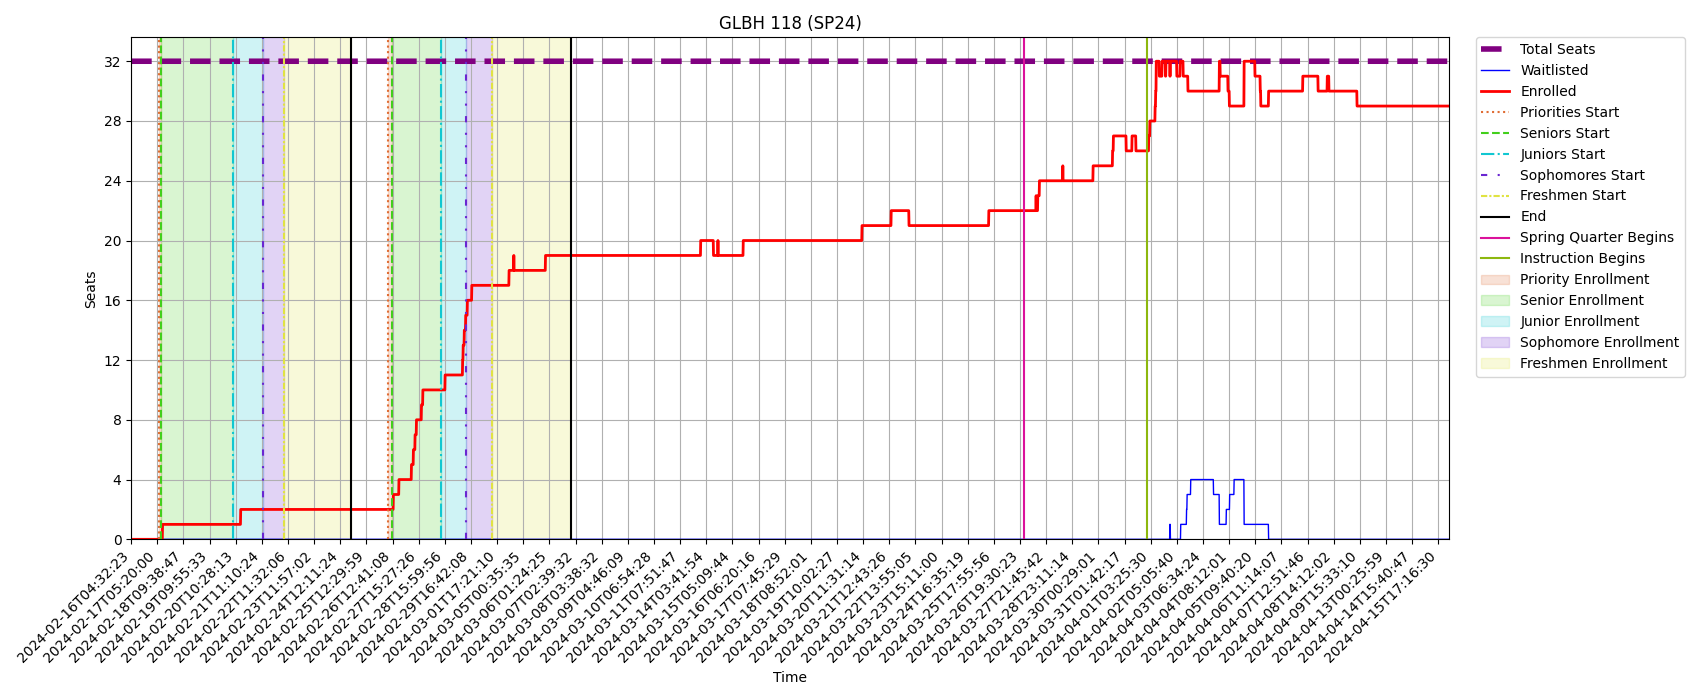 GLBH 118 (SP24)
Seats
32
28
24
20
16
12
8
4
0
2024-02-16T04:32:23
2024-02-17T05:20:00
2024-02-18T09:38:47
2024-02-19T09:55:33
2024-02-20T10:28:13
2024-02-21T11:10:24
2024-02-22T11:32:06
2024-02-23T11:57:02
2024-02-24T12:11:24
2024-02-25T12:29:59
2024-02-26T12:41:08
2024-02-27T15:27:26
2024-02-28T15:59:56
2024-02-29T16:42:08
2024-03-01T17:21:10
2024-03-05T00:35:35
2024-03-06T01:24:25
2024-03-07T02:39:32
2024-03-08T03:38:32
2024-03-09T04:46:09
2024-03-10T06:54:28
2024-03-11T07:51:47
2024-03-14T03:41:54
2024-03-15T05:09:44
2024-03-16T06:20:16
2024-03-17T07:45:29
2024-03-18T08:52:01
2024-03-19T10:02:27
2024-03-20T11:31:14
2024-03-21T12:43:26
2024-03-22T13:55:05
2024-03-23T15:11:00
2024-03-24T16:35:19
2024-03-25T17:55:56
2024-03-26T19:30:23
2024-03-27T21:45:42
2024-03-28T23:11:14
2024-03-30T00:29:01
2024-03-31T01:42:17
2024-04-01T03:25:30
2024-04-02T05:05:40
2024-04-03T06:34:24
2024-04-04T08:12:01
2024-04-05T09:40:20
2024-04-06T11:14:07
2024-04-07T12:51:46
2024-04-08T14:12:02
2024-04-09T15:33:10
2024-04-13T00:25:59
2024-04-14T15:40:47
2024-04-15T17:16:30
Time
Total Seats
Waitlisted
Enrolled
Priorities Start
Seniors Start
Juniors Start
Sophomores Start
Freshmen Start
End
Spring Quarter Begins
Instruction Begins
Priority Enrollment
Senior Enrollment
Junior Enrollment
Sophomore Enrollment
Freshmen Enrollment